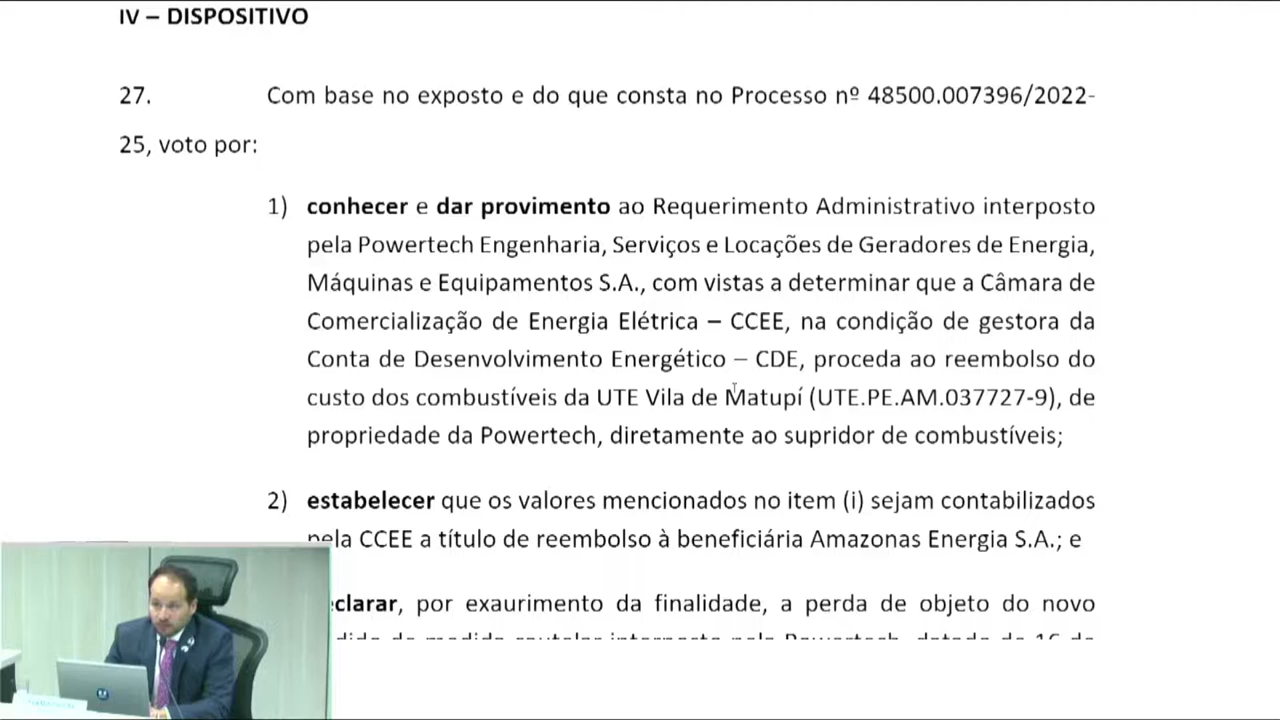 IV – DISPOSITIVO
27. Com base no exposto e do que consta no Processo nº 48500.007396/2022-
25, voto por:
1) conhecer e dar provimento ao Requerimento Administrativo interposto
pela Powertech Engenharia, Serviços e Locações de Geradores de Energia,
Máquinas e Equipamentos S.A., com vistas a determinar que a Câmara de
Comercialização de Energia Elétrica – CCEE, na condição de gestora da
Conta de Desenvolvimento Energético – CDE, proceda ao reembolso do
custo dos combustíveis da UTE Vila de Matupí (UTE.PE.AM.037727-9), de
propriedade da Powertech, diretamente ao supridor de combustíveis;
2) estabelecer que os valores mencionados no item (i) sejam contabilizados
pela CCEE a título de reembolso à beneficiária Amazonas Energia S.A.; e
clarar, por exaurimento da finalidade, a perda de objeto do novo